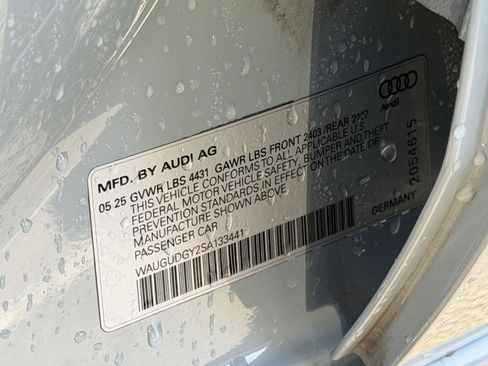 Audi
MFD. BY AUDI AG
05 25 GVWR LBS 4431 GAWR LBS FRONT 2403 /REAR 2737
THIS VEHICLE CONFORMS TO ALL APPLICABLE U.S.
FEDERAL MOTOR VEHICLE SAFETY, BUMPER AND THEFT
PREVENTION STANDARDS IN EFFECT ON THE DATE OF
MANUFACTURE SHOWN ABOVE
PASSENGER CAR
WAUGUDGY2SA133441
GERMANY
2054615